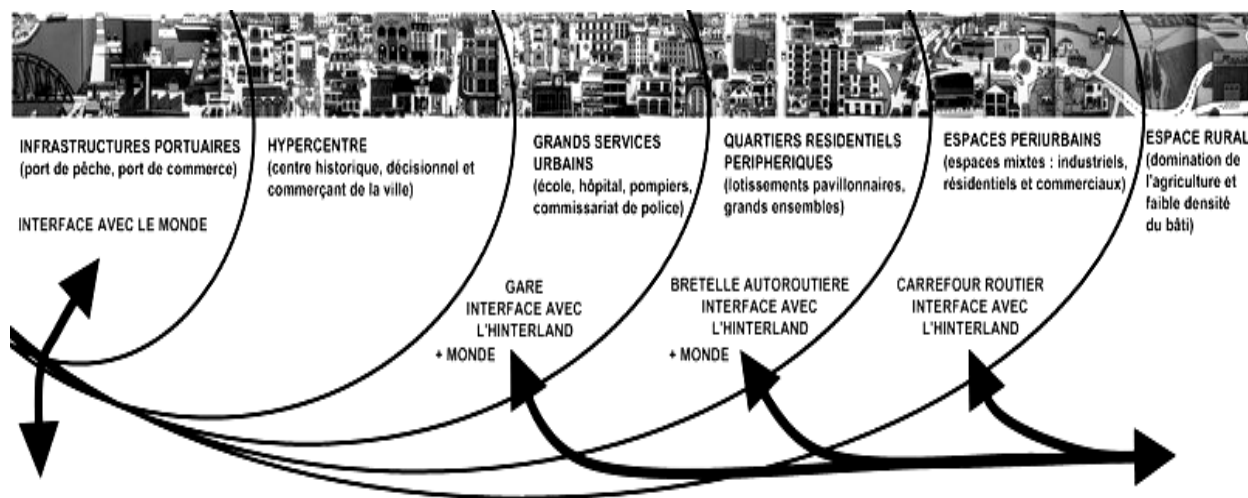 INFRASTRUCTURES PORTUAIRES
(port de pêche, port de commerce)
INTERFACE AVEC LE MONDE
HYPERCENTRE
(centre historique, décisionnel et
commerçant de la ville)
GRANDS SERVICES
URBAINS
(école, hôpital, pompiers,
commissariat de police)
QUARTIERS RESIDENTIELS
PERIPHERIQUES
(lotissements pavillonnaires,
grands ensembles)
ESPACES PERIURBAINS
(espaces mixtes : industriels,
résidentiels et commerciaux)
ESPACE RURAL
(domination de
l'agriculture et
faible densité
du bâti)
GARE
INTERFACE AVEC
L'HINTERLAND
+ MONDE
BRETELLE AUTOROUTIERE
INTERFACE AVEC
L'HINTERLAND
+ MONDE
CARREFOUR ROUTIER
INTERFACE AVEC
L'HINTERLAND